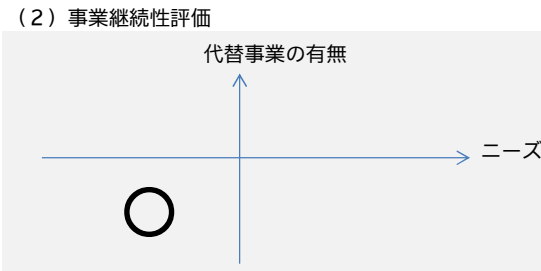 （２）事業継続性評価
代替事業の有無
ニーズ